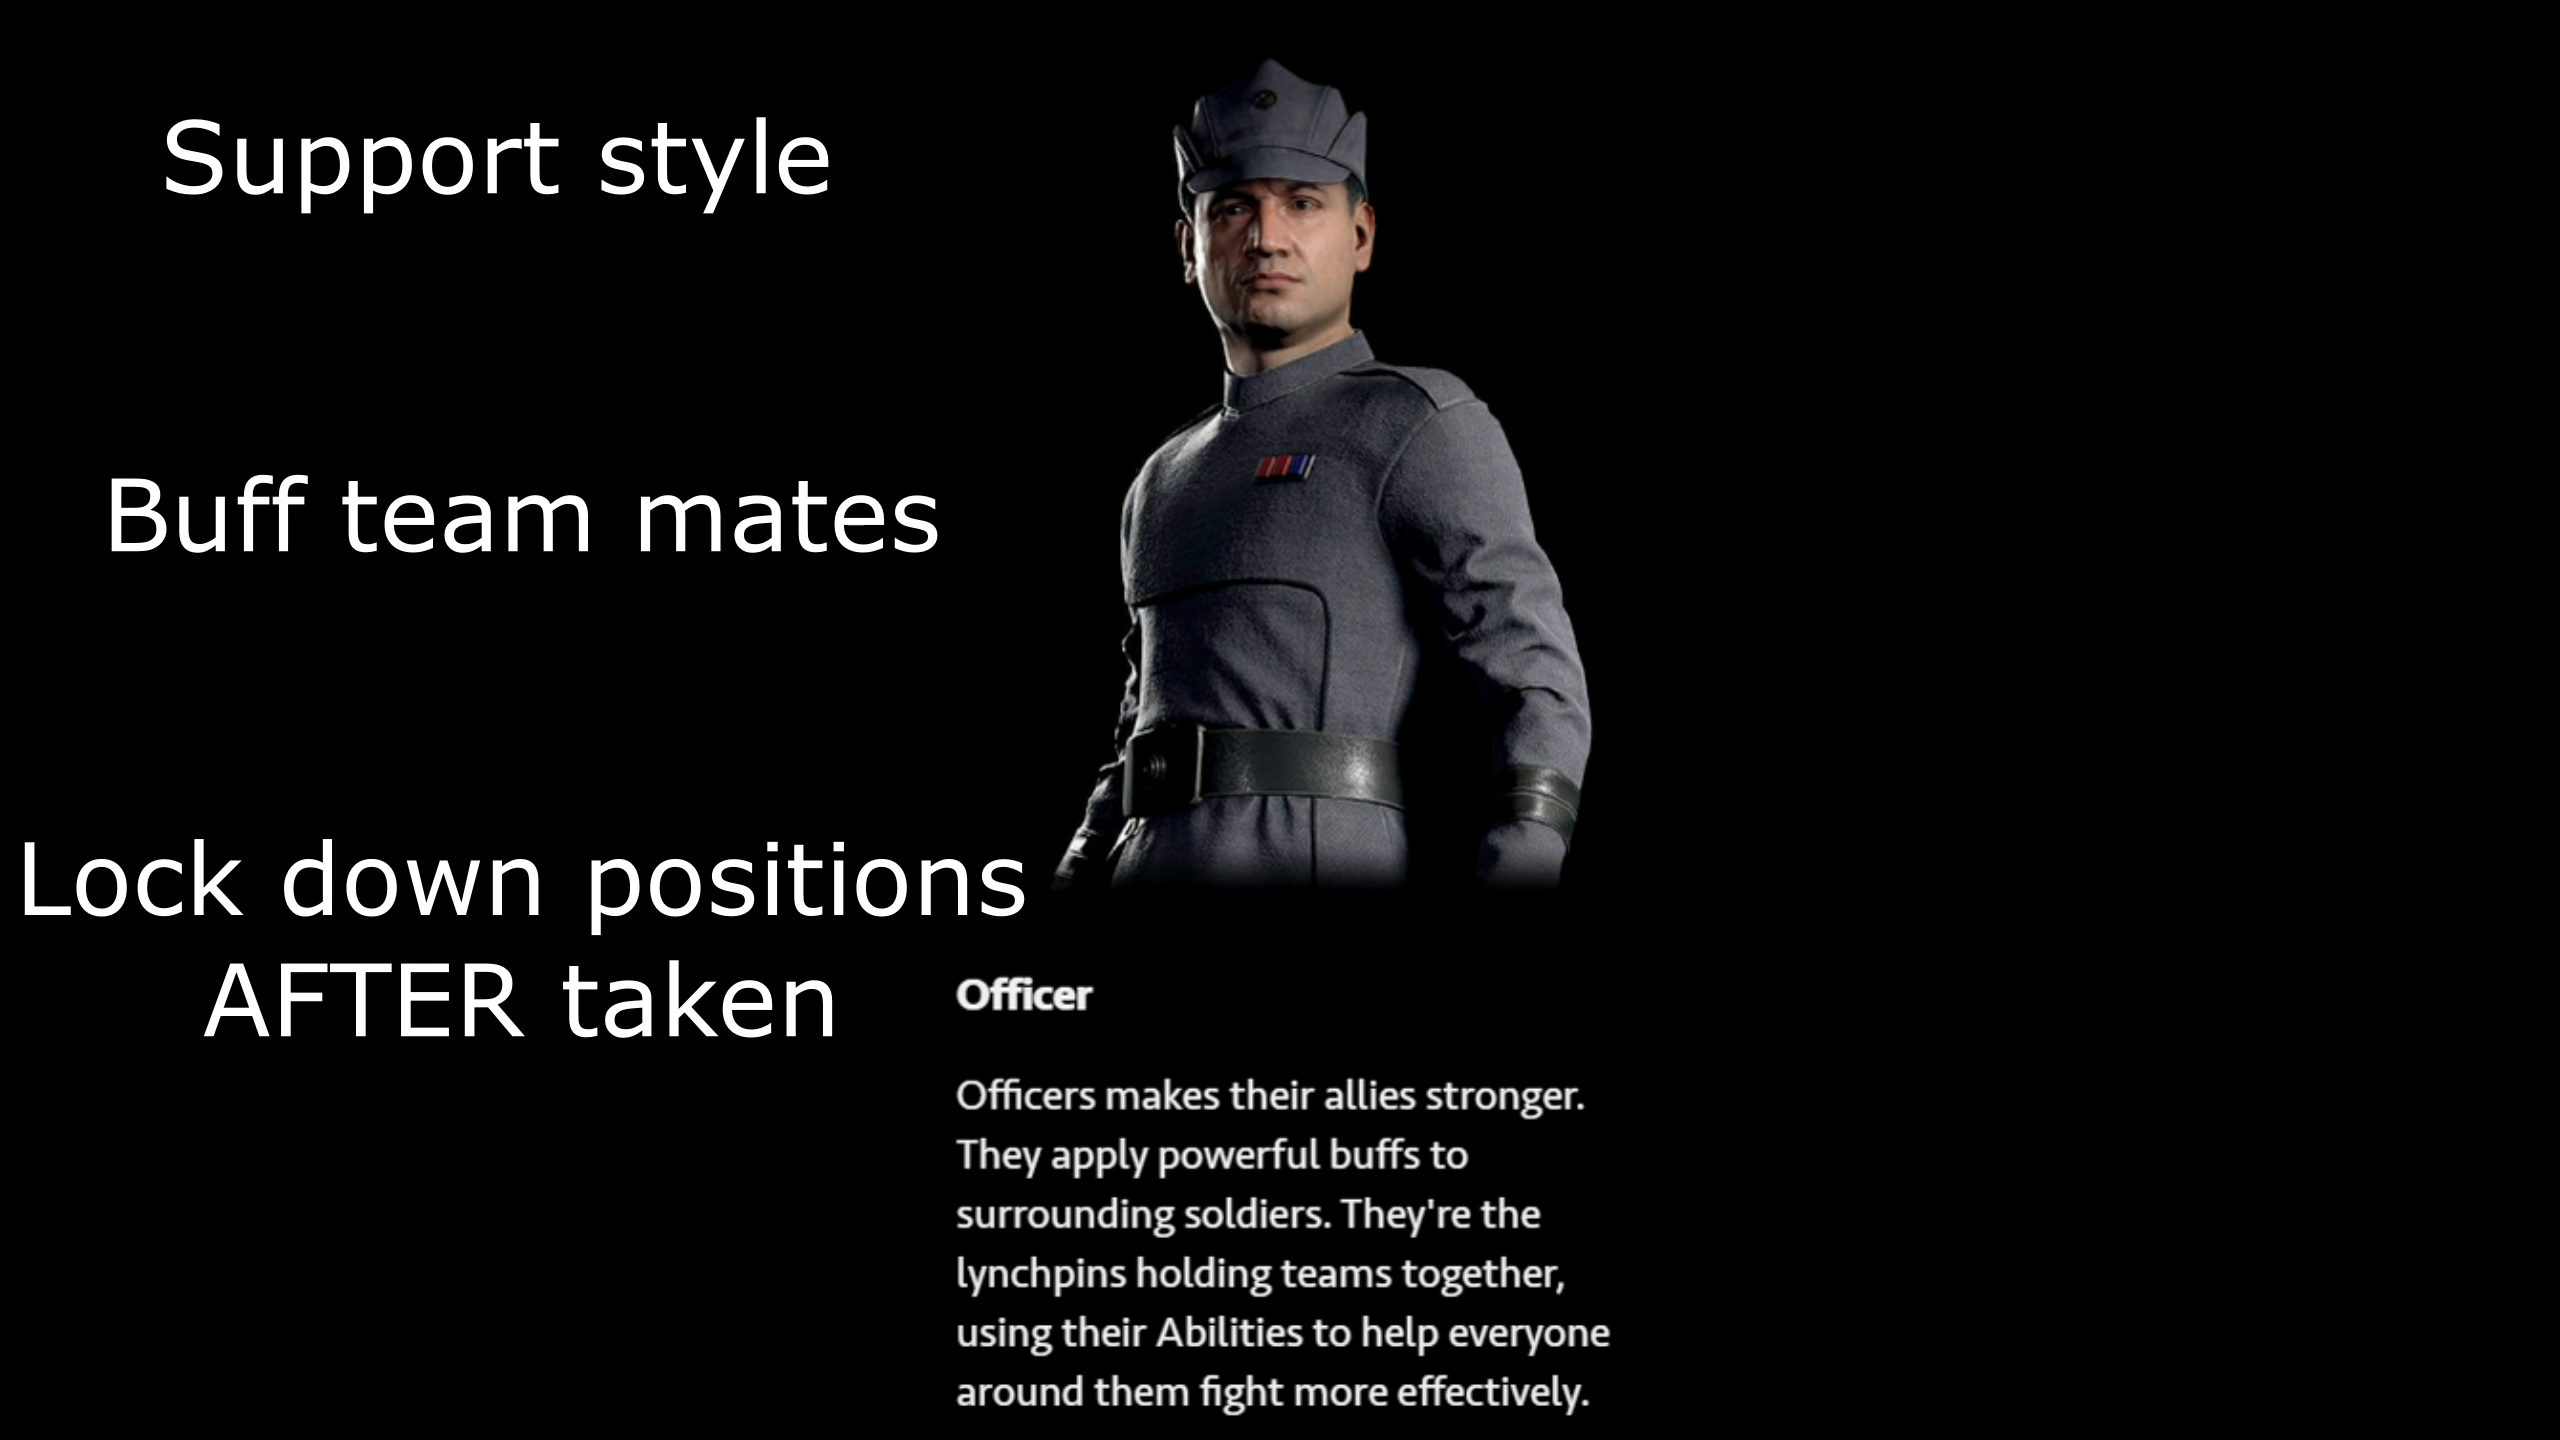 Support style
Buff team mates
Lock down positions
AFTER taken
Officer
Officers makes their allies stronger.
They apply powerful buffs to
surrounding soldiers. They're the
lynchpins holding teams together,
using their Abilities to help everyone
around them fight more effectively.